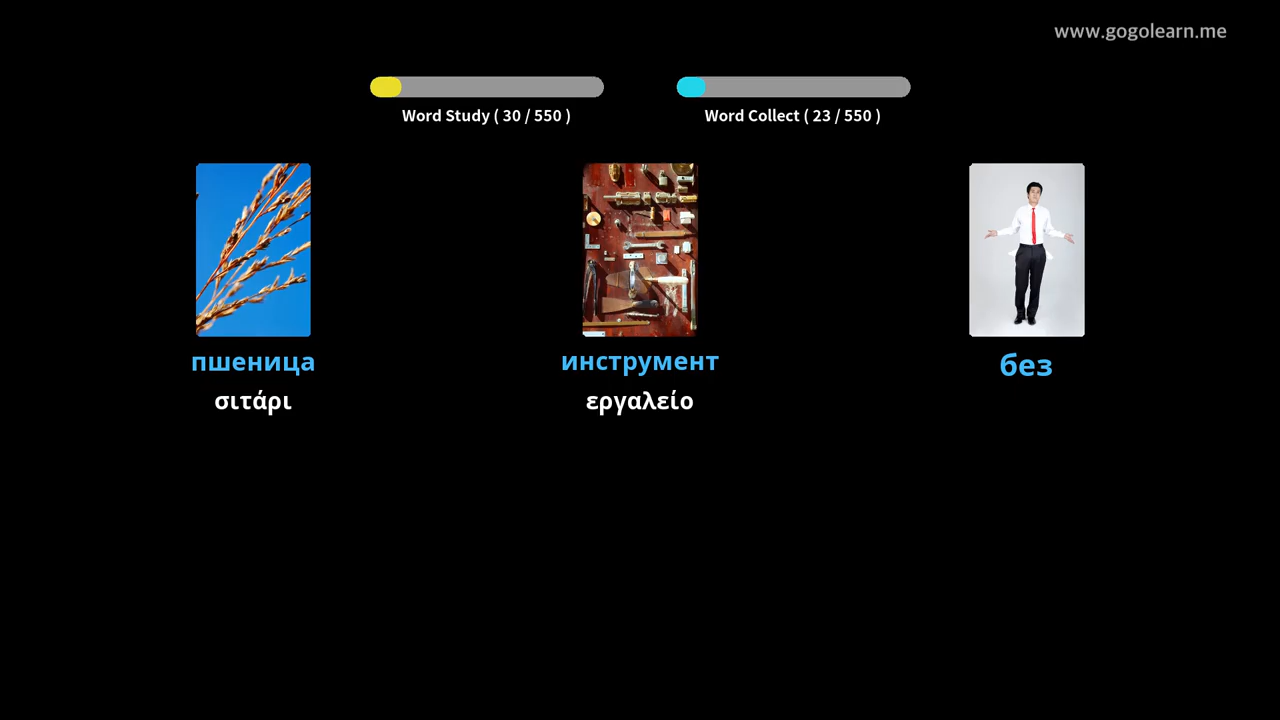 www.gogolearn.me
Word Study ( 30 / 550 )
Word Collect ( 23 / 550 )
пшеница
инструмент
без
σιτάρι
εργαλείο